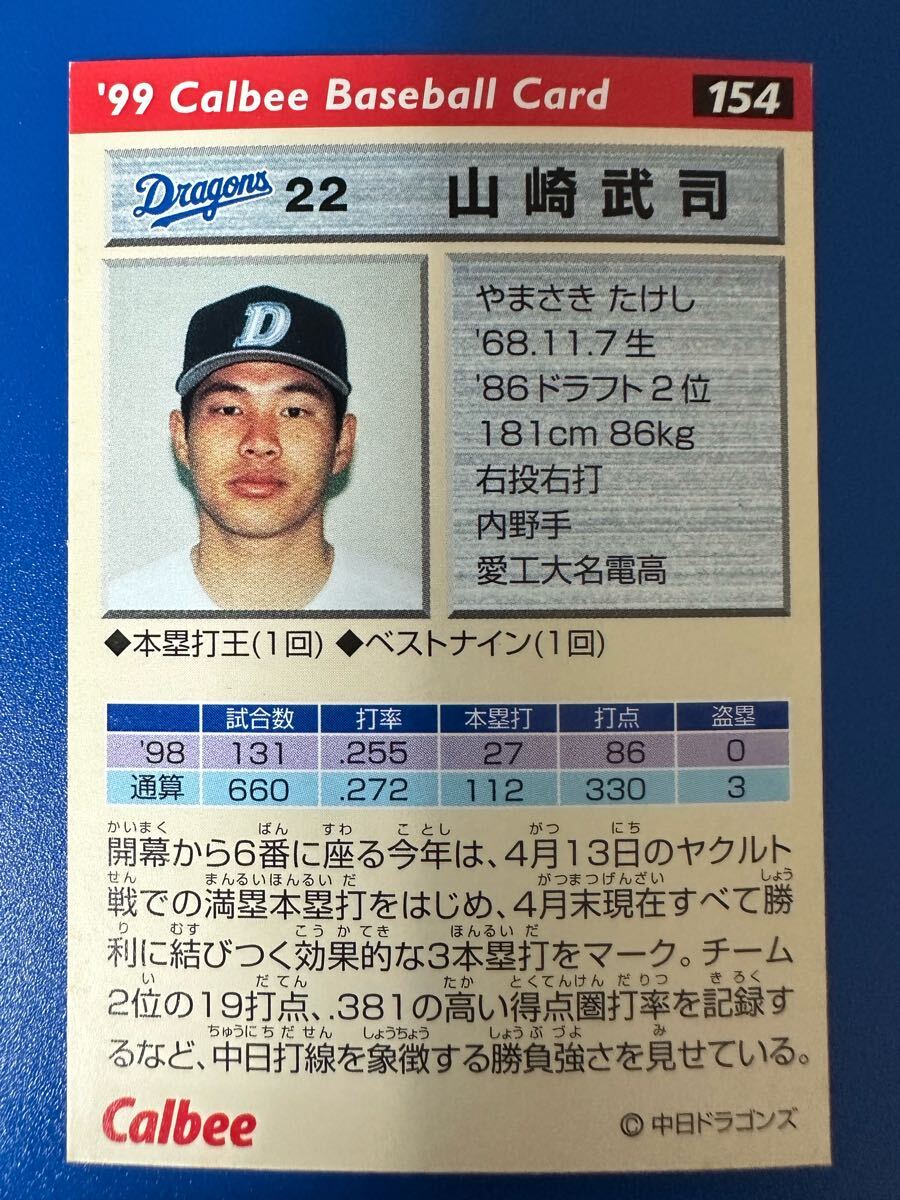 '99 Calbee Baseball Card 154
Dragons 22 山崎武司
D
やまさき たけし
'68.11.7生
'86ドラフト2位
181cm 86kg
右投右打
内野手
愛工大名電高
◆本塁打王(1回) ◆ベストナイン(1回)
試合数 打率 本塁打 打点 盗塁
'98 131 .255 27 86 0
通算 660 .272 112 330 3
かいまく ばん すわ ことし がつ にち
開幕から6番に座る今年は、4月13日のヤクルト
せん まんるいほんるいだ がつまつげんざい しょう
戦での満塁本塁打をはじめ、4月末現在すべて勝
り むす こうかてき ほんるいだ
利に結びつく効果的な3本塁打をマーク。チーム
い だてん たか とくてんけんだりつ きろく
2位の19打点、.381の高い得点圏打率を記録す
ちゅうにちだせん しょうちょう しょうぶづよ み
るなど、中日打線を象徴する勝負強さを見せている。
Calbee ©中日ドラゴンズ